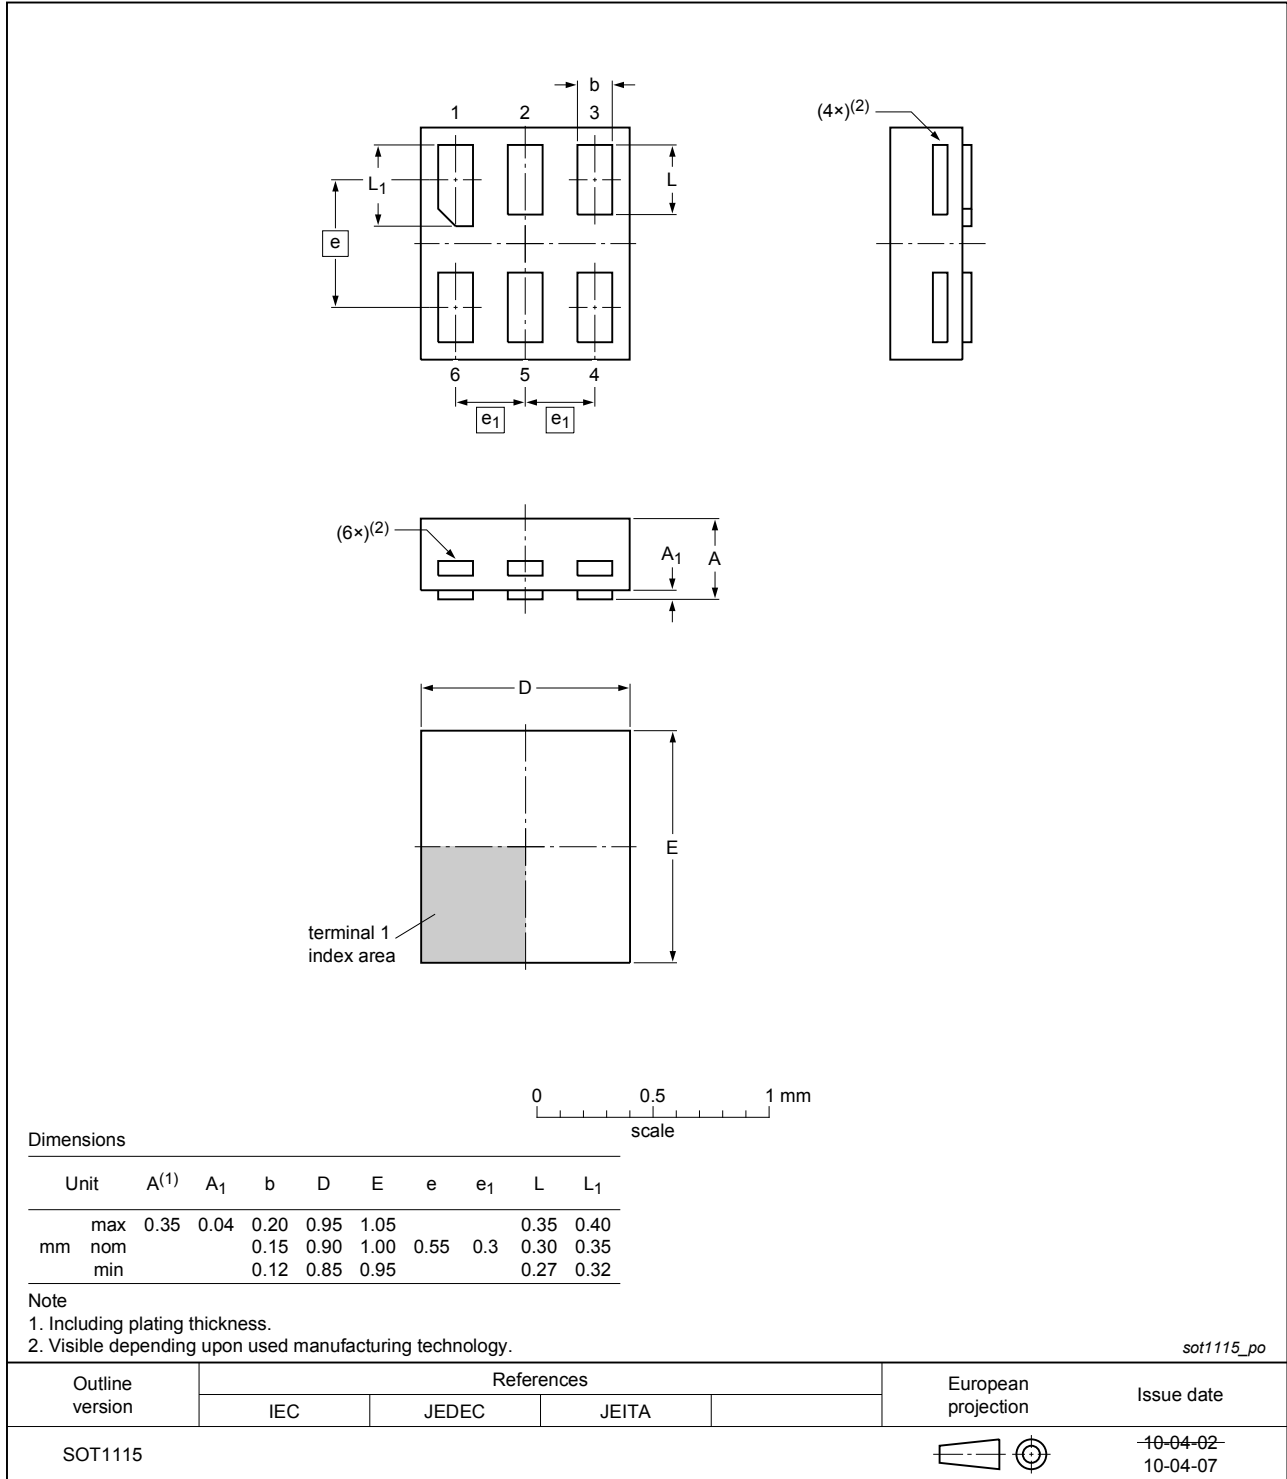 b
1 2 3
(4×)(2)
L1
L
e
6 5 4
e1 e1
(6×)(2)
A1 A
D
E
terminal 1
index area
0 0.5 1 mm
scale
Dimensions
Unit A(1) A1 b D E e e1 L L1
max 0.35 0.04 0.20 0.95 1.05 0.35 0.40
mm nom 0.15 0.90 1.00 0.55 0.3 0.30 0.35
min 0.12 0.85 0.95 0.27 0.32
Note
1. Including plating thickness.
2. Visible depending upon used manufacturing technology.
sot1115_po
Outline
version
References
European
projection
Issue date
IEC JEDEC JEITA
SOT1115
10-04-02
10-04-07